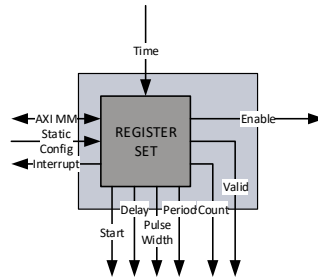 Time
AXI MM
Static
Config
Interrupt
REGISTER
SET
Enable
Valid
Start
Delay
Pulse
Width
Period
Count